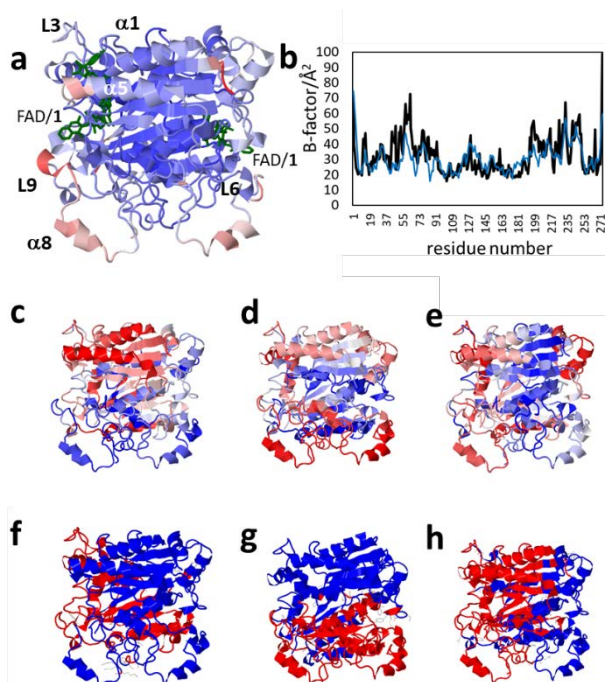 a
L3
α1
α5
FAD/1
FAD/1
L9
L6
α8
b
B-factor/Å²
100
90
80
70
60
50
40
30
20
10
0
1
19
37
55
73
91
109
127
145
163
181
199
217
235
253
271
residue number
c
d
e
f
g
h